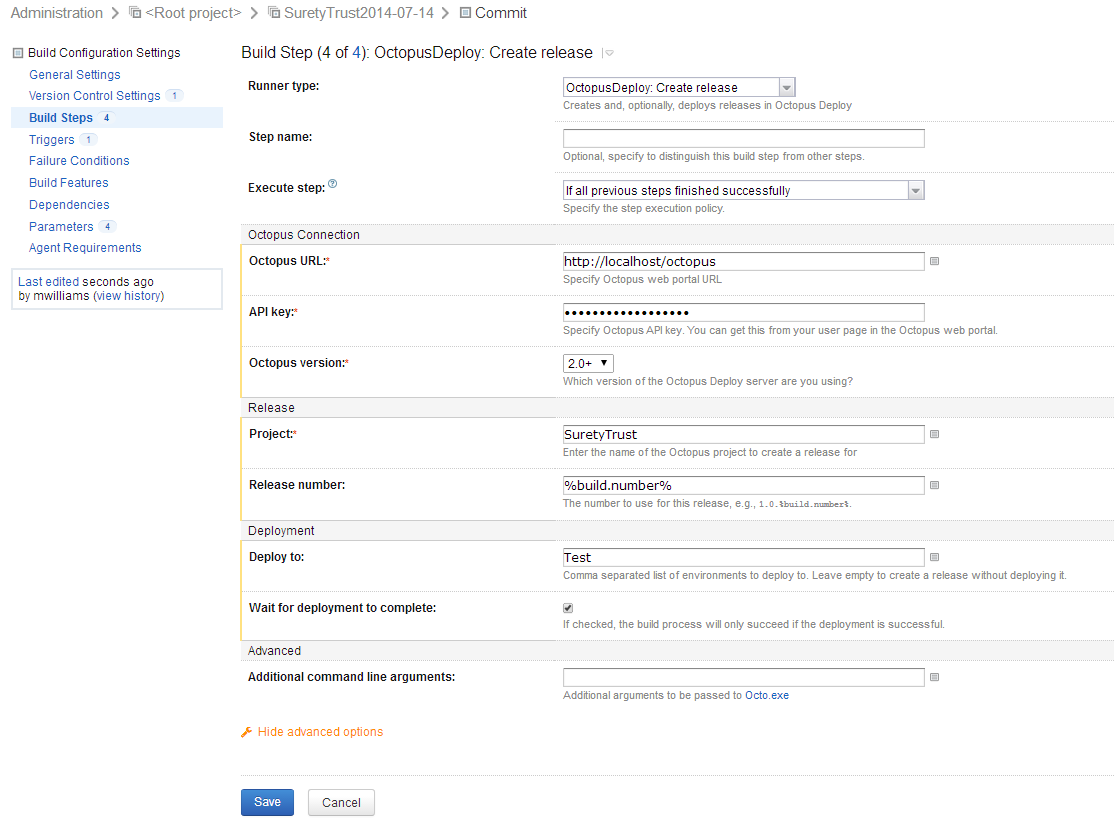 Administration > <Root project> > SuretyTrust2014-07-14 > Commit
Build Configuration Settings
General Settings
Version Control Settings 1
Build Steps 4
Triggers 1
Failure Conditions
Build Features
Dependencies
Parameters 4
Agent Requirements
Last edited seconds ago
by mwilliams (view history)
Build Step (4 of 4): OctopusDeploy: Create release
Runner type:
OctopusDeploy: Create release
Creates and, optionally, deploys releases in Octopus Deploy
Step name:
Optional, specify to distinguish this build step from other steps.
Execute step: ?
If all previous steps finished successfully
Specify the step execution policy.
Octopus Connection
Octopus URL:*
http://localhost/octopus
Specify Octopus web portal URL
API key:*
••••••••••••••••••
Specify Octopus API key. You can get this from your user page in the Octopus web portal.
Octopus version:*
2.0+
Which version of the Octopus Deploy server are you using?
Release
Project:*
SuretyTrust
Enter the name of the Octopus project to create a release for
Release number:
%build.number%
The number to use for this release, e.g., 1.0.%build.number%.
Deployment
Deploy to:
Test
Comma separated list of environments to deploy to. Leave empty to create a release without deploying it.
Wait for deployment to complete:
If checked, the build process will only succeed if the deployment is successful.
Advanced
Additional command line arguments:
Additional arguments to be passed to Octo.exe
Hide advanced options
Save Cancel